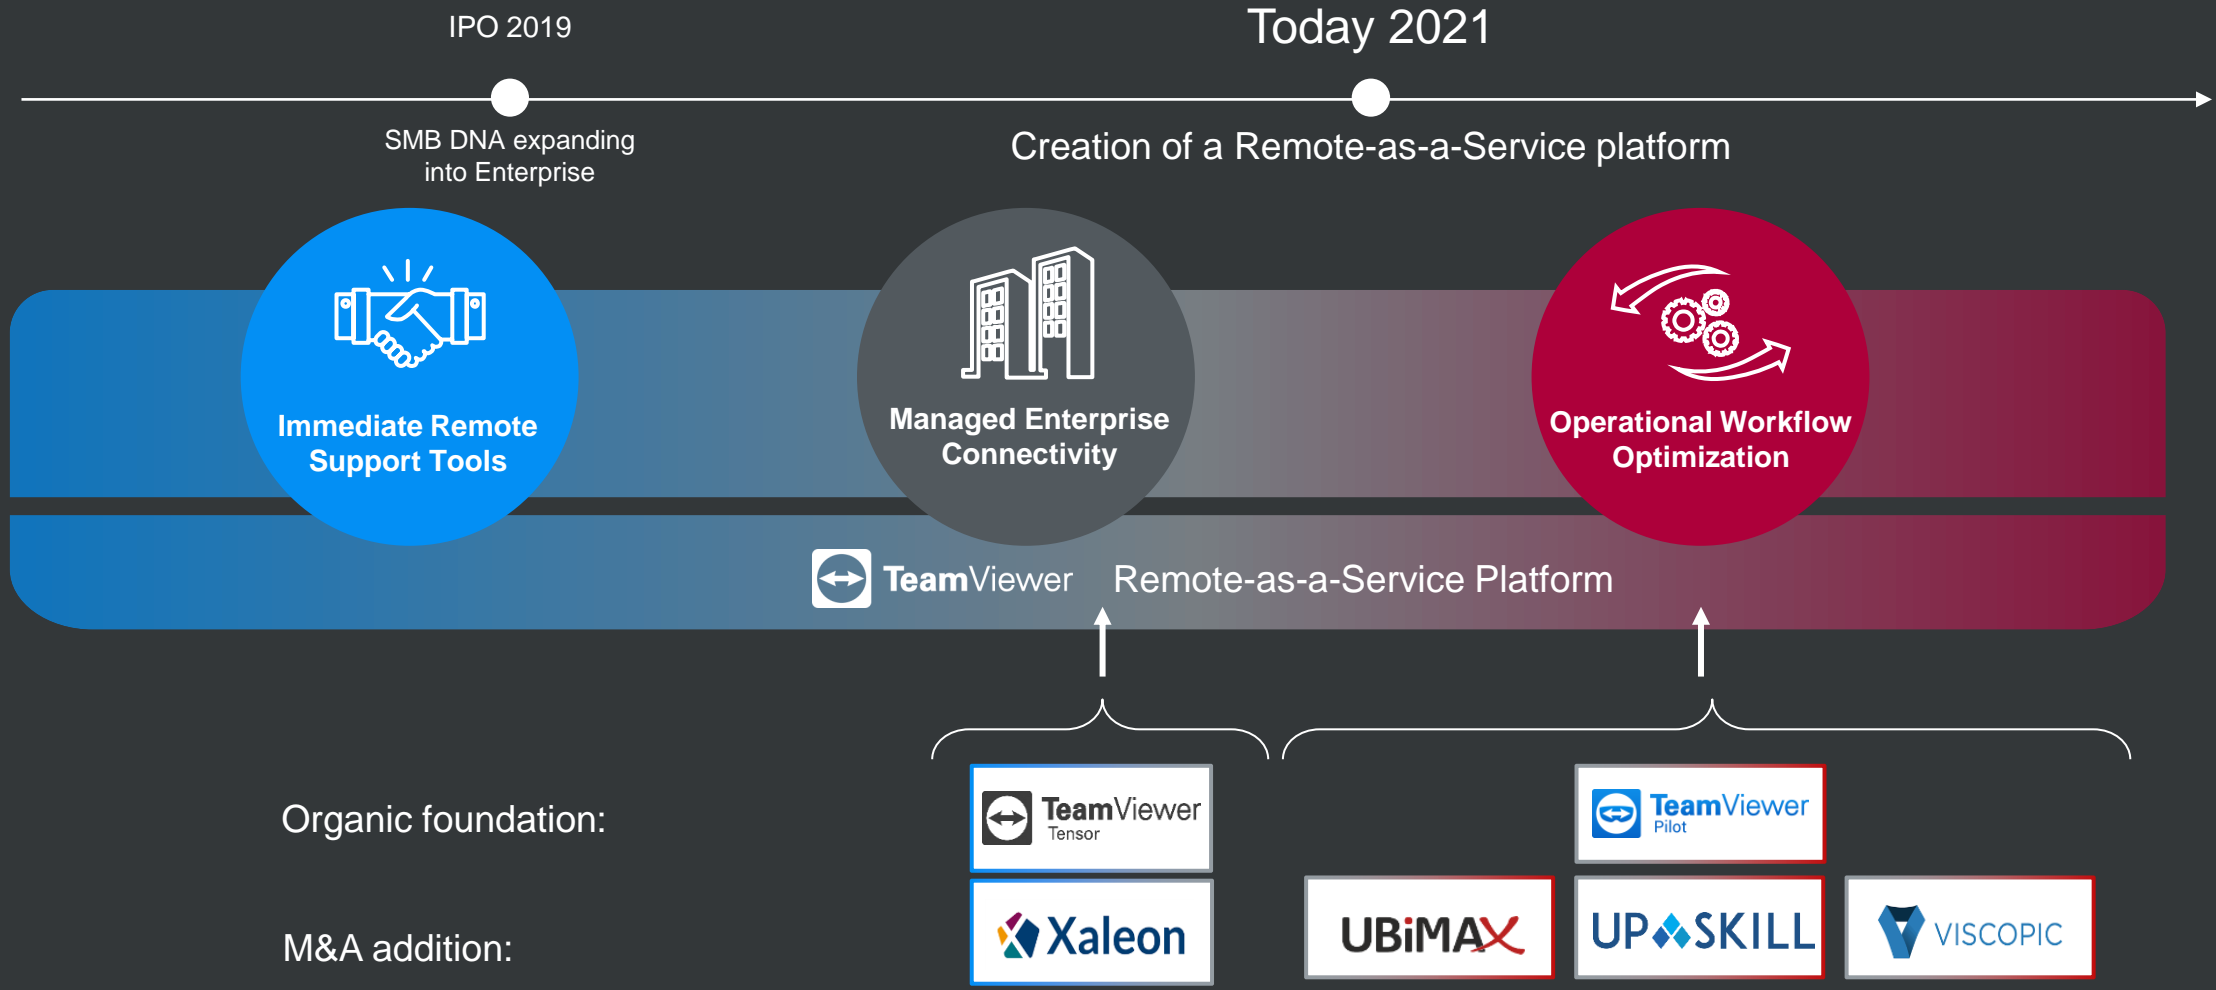 IPO 2019
Today 2021
SMB DNA expanding
into Enterprise
Creation of a Remote-as-a-Service platform
Immediate Remote
Support Tools
Managed Enterprise
Connectivity
Operational Workflow
Optimization
TeamViewer Remote-as-a-Service Platform
Organic foundation:
TeamViewer
Tensor
TeamViewer
Pilot
M&A addition:
Xaleon
UBiMAX
UPSKILL
VISCOPIC